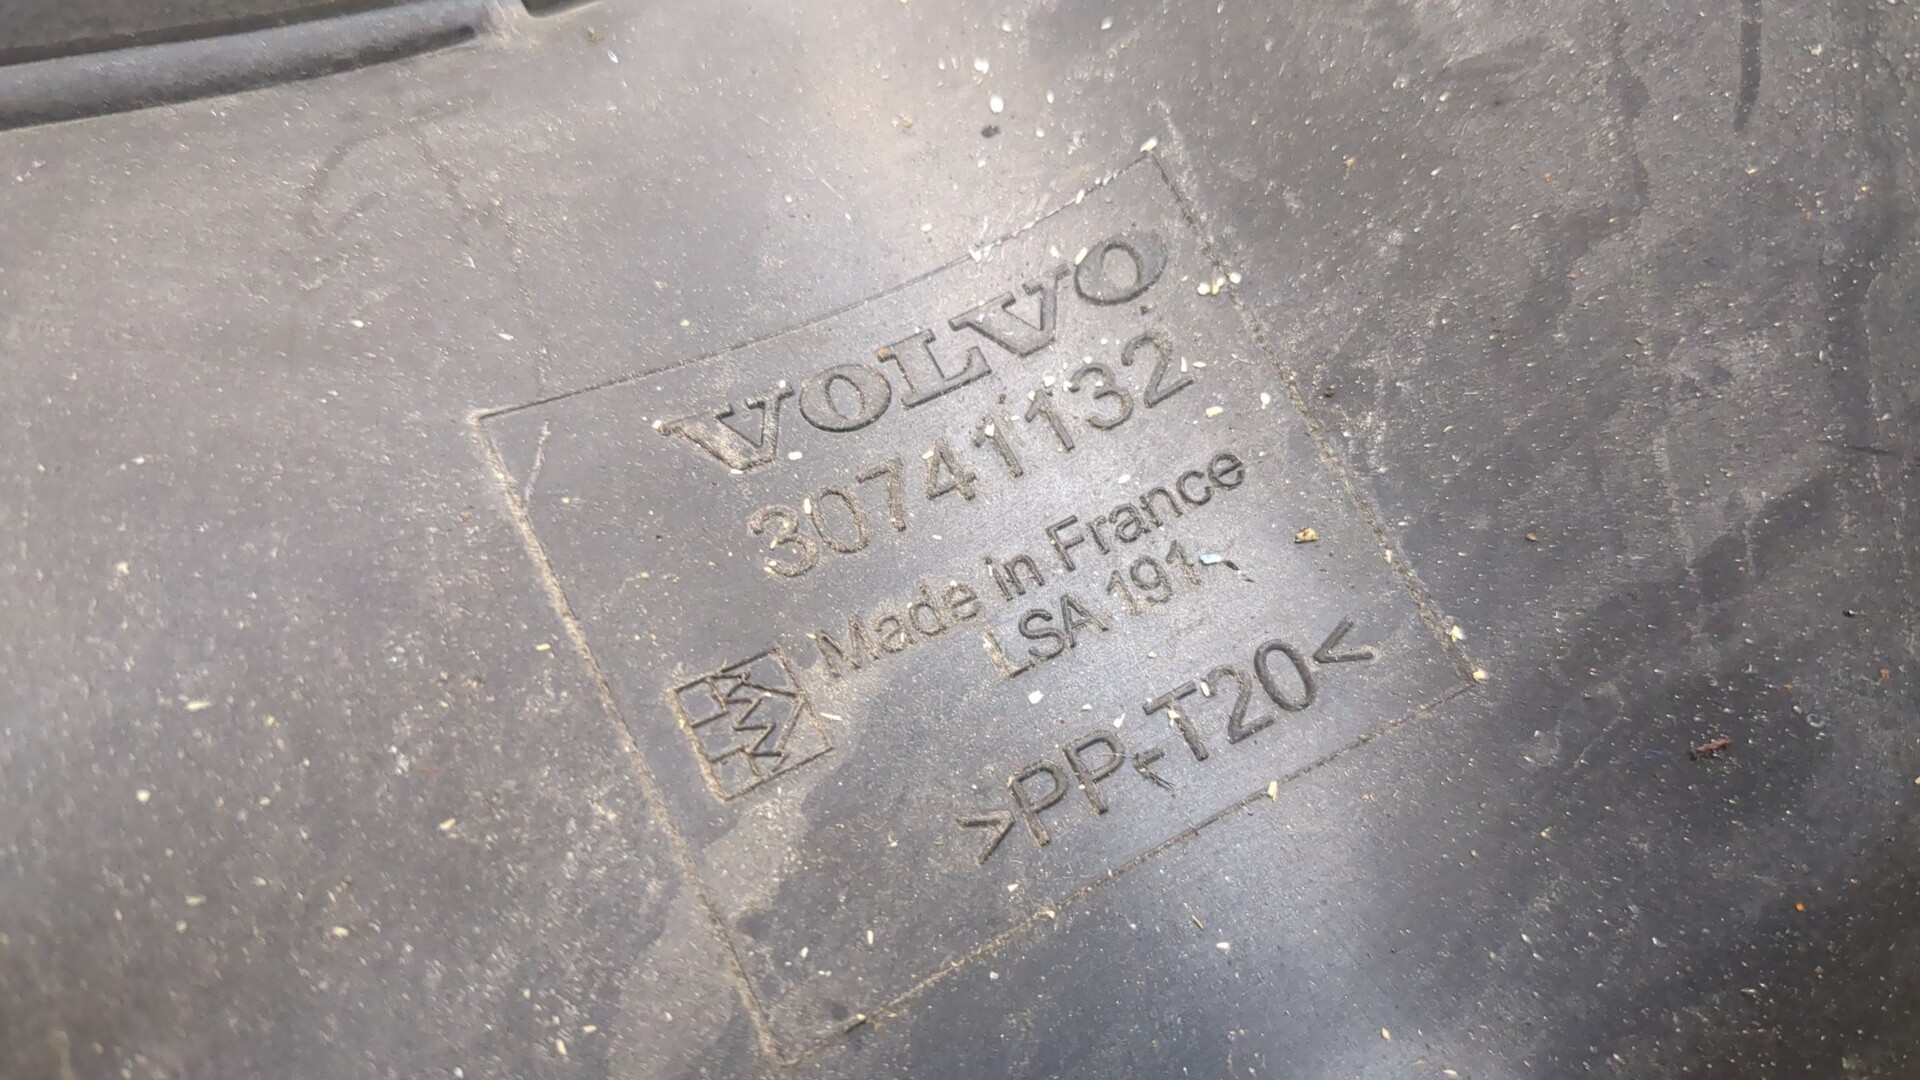 VOLVO
30741132
Made in France
LSA 191
>PP-T20<